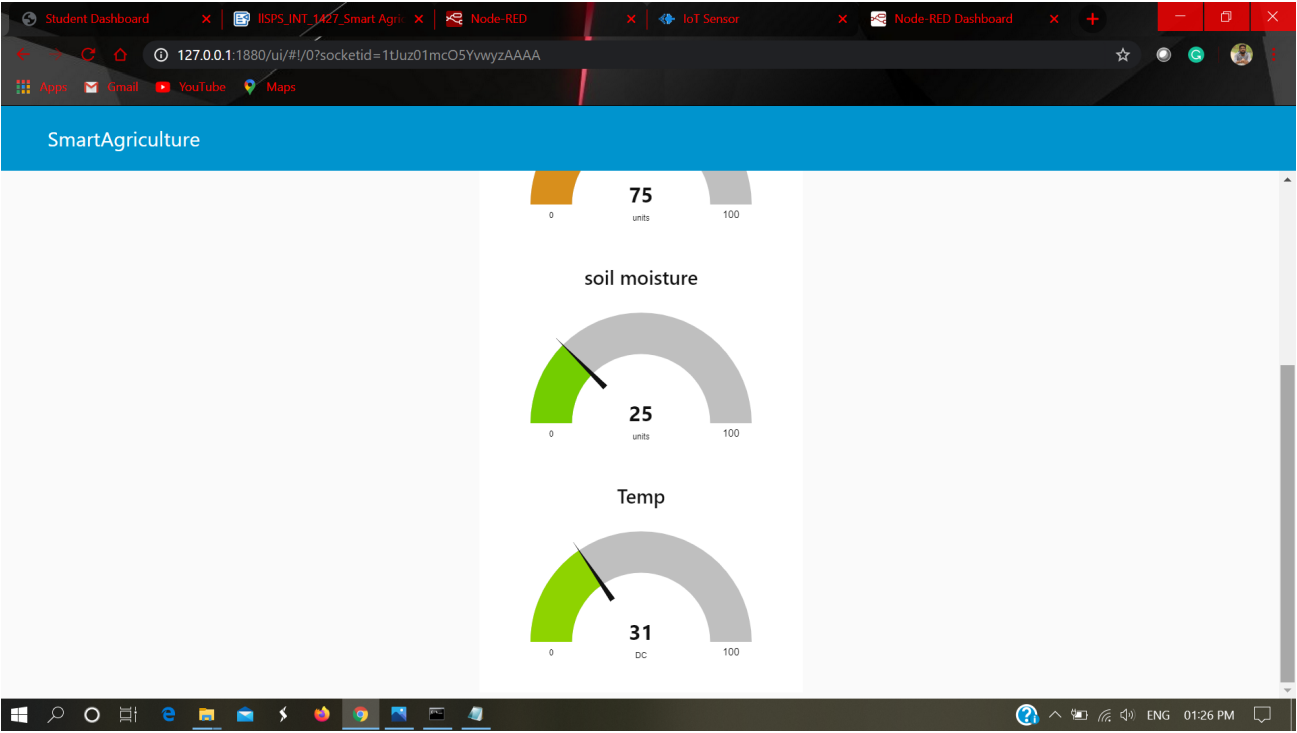 Student Dashboard
IISPS_INT_1427_Smart Agric
Node-RED
IoT Sensor
Node-RED Dashboard
127.0.0.1:1880/ui/#!/0?socketid=1tJuz01mcO5YvwyzAAAA
Apps
Gmail
YouTube
Maps
SmartAgriculture
75
0
units
100
soil moisture
25
0
units
100
Temp
31
0
DC
100
ENG
01:26 PM